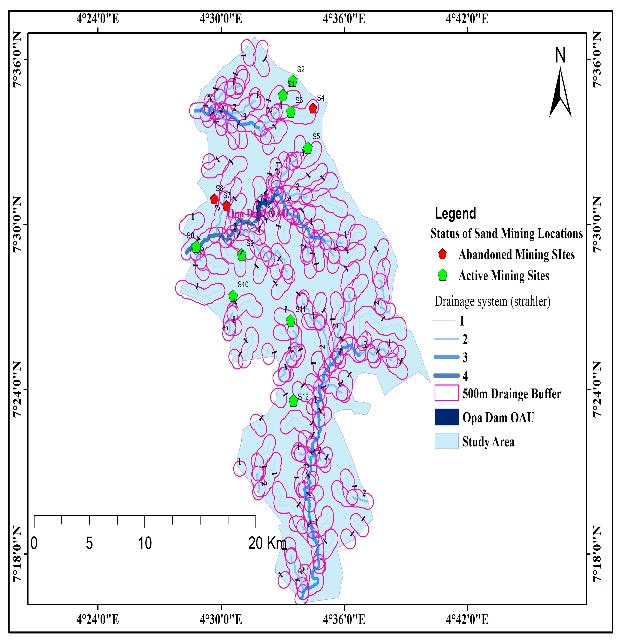 4°24'0"E 4°30'0"E 4°36'0"E 4°42'0"E
7°36'0"N
7°36'0"N
N
S2
S3
S4
S5
S8
S7
7°30'0"N
7°30'0"N
S10
S11
7°24'0"N
7°24'0"N
S12
Legend
Status of Sand Mining Locations
Abandoned Mining SItes
Active Mining Sites
Drainage system (strahler)
1
2
3
4
500m Drainge Buffer
Opa Dam OAU
Study Area
0 5 10 20 Km
7°18'0"N
7°18'0"N
4°24'0"E 4°30'0"E 4°36'0"E 4°42'0"E